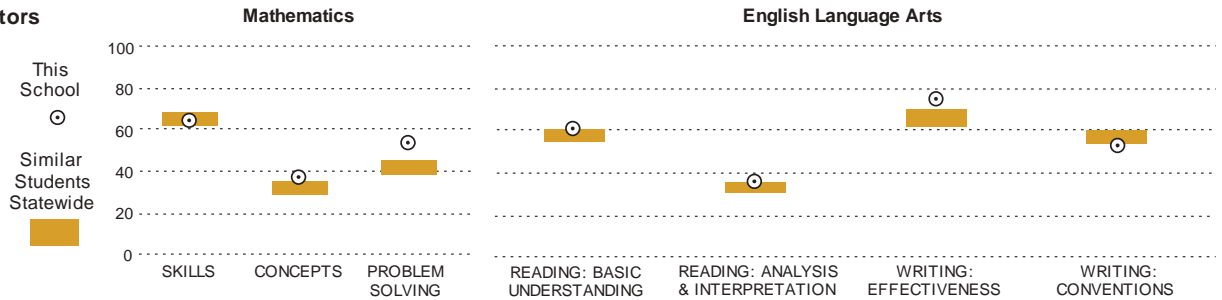 tors
Mathematics
English Language Arts
This
School
Similar
Students
Statewide
100
80
60
40
20
0
SKILLS
CONCEPTS
PROBLEM
SOLVING
READING: BASIC
UNDERSTANDING
READING: ANALYSIS
& INTERPRETATION
WRITING:
EFFECTIVENESS
WRITING:
CONVENTIONS